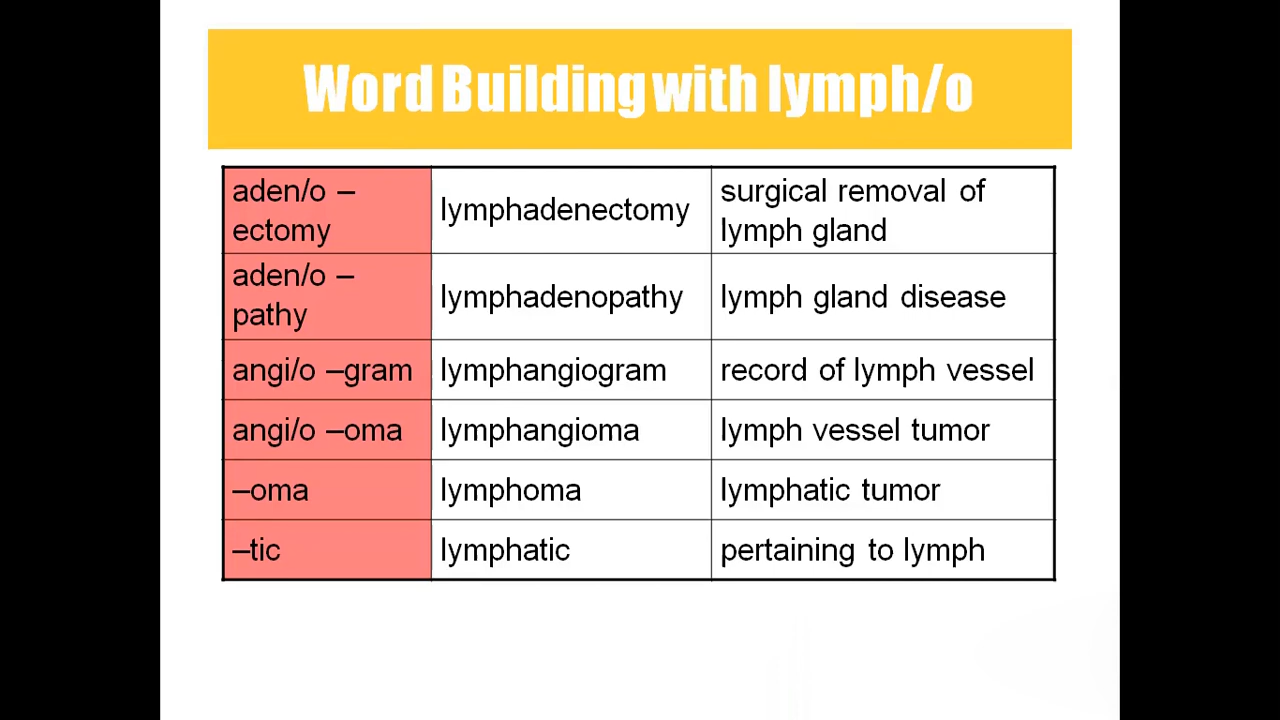 Word Building with lymph/o
aden/o –
ectomy
lymphadenectomy
surgical removal of
lymph gland
aden/o –
pathy
lymphadenopathy
lymph gland disease
angi/o –gram
lymphangiogram
record of lymph vessel
angi/o –oma
lymphangioma
lymph vessel tumor
–oma
lymphoma
lymphatic tumor
–tic
lymphatic
pertaining to lymph